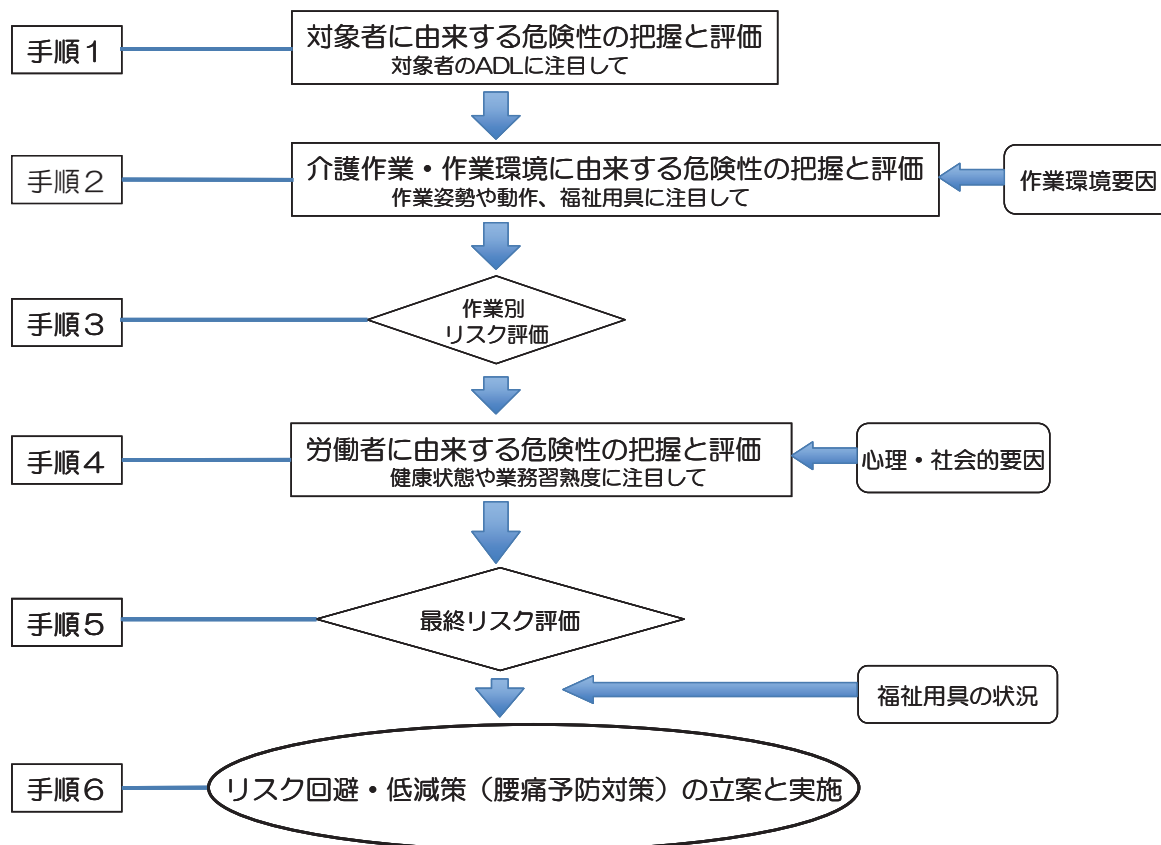 手順1
対象者に由来する危険性の把握と評価
対象者のADLに注目して
手順2
介護作業・作業環境に由来する危険性の把握と評価
作業姿勢や動作、福祉用具に注目して
作業環境要因
手順3
作業別
リスク評価
手順4
労働者に由来する危険性の把握と評価
健康状態や業務習熟度に注目して
心理・社会的要因
手順5
最終リスク評価
福祉用具の状況
手順6
リスク回避・低減策（腰痛予防対策）の立案と実施